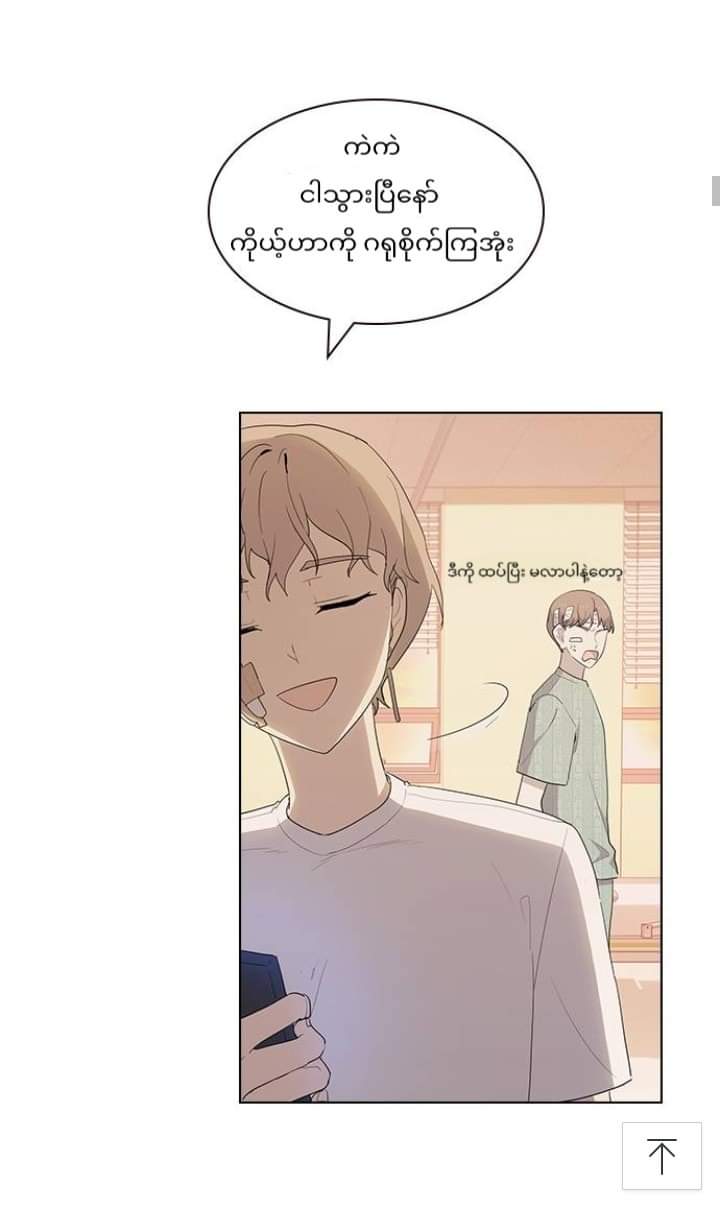 ကဲကဲ
ငါသွားပြီနော်
ကိုယ့်ဟာကို ဂရုစိုက်ကြအုံး
ဒီကို ထပ်ပြီး မလာပါနဲ့တော့